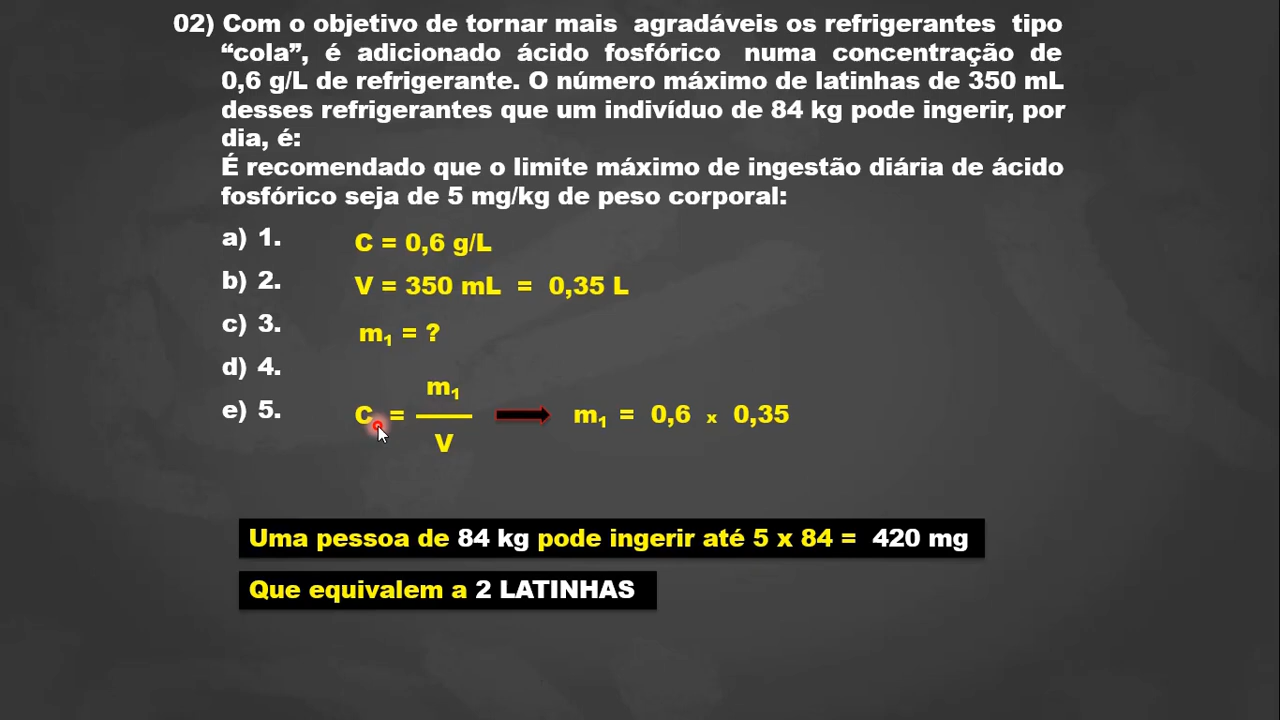 02) Com o objetivo de tornar mais agradáveis os refrigerantes tipo
“cola”, é adicionado ácido fosfórico numa concentração de
0,6 g/L de refrigerante. O número máximo de latinhas de 350 mL
desses refrigerantes que um indivíduo de 84 kg pode ingerir, por
dia, é:
É recomendado que o limite máximo de ingestão diária de ácido
fosfórico seja de 5 mg/kg de peso corporal:
a) 1.
C = 0,6 g/L
b) 2.
V = 350 mL = 0,35 L
c) 3.
m₁ = ?
d) 4.
e) 5.
m₁
C =
V
m₁ = 0,6 x 0,35
Uma pessoa de 84 kg pode ingerir até 5 x 84 = 420 mg
Que equivalem a 2 LATINHAS